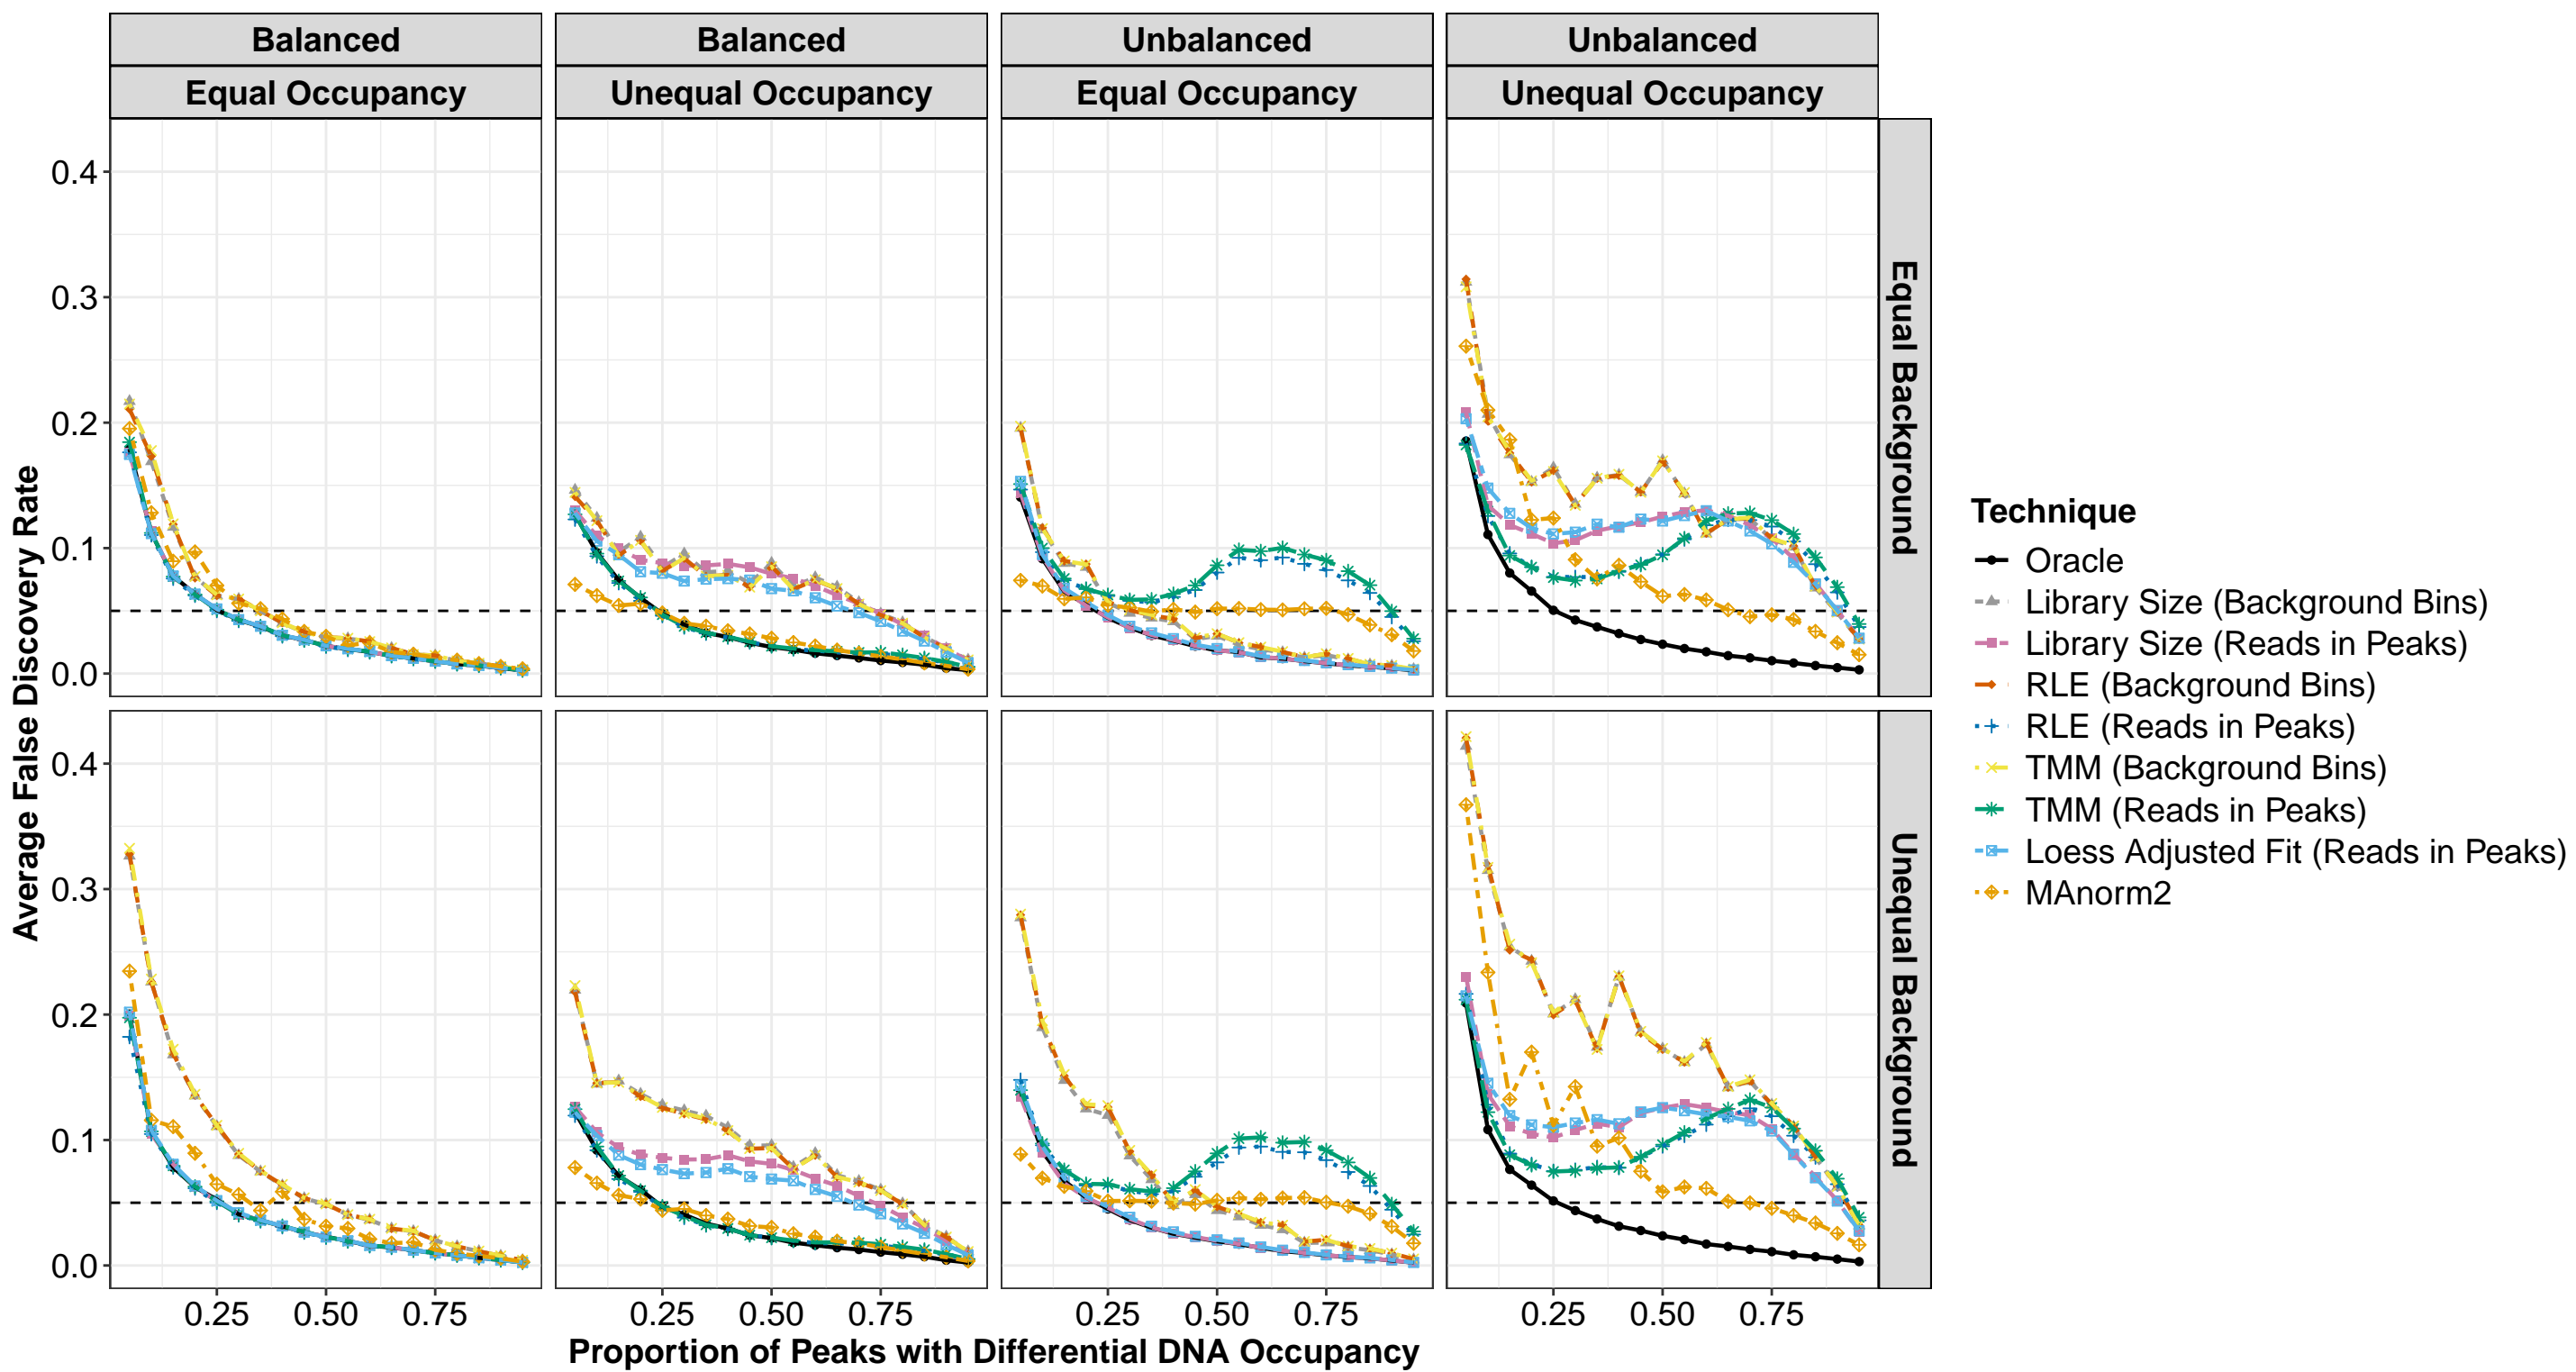 Balanced
Balanced
Unbalanced
Unbalanced
Equal Occupancy
Unequal Occupancy
Equal Occupancy
Unequal Occupancy
Average False Discovery Rate
0.4
0.3
0.2
0.1
0.0
Equal Background
0.4
0.3
0.2
0.1
0.0
Unequal Background
0.25 0.50 0.75
0.25 0.50 0.75
0.25 0.50 0.75
0.25 0.50 0.75
Proportion of Peaks with Differential DNA Occupancy
Technique
Oracle
Library Size (Background Bins)
Library Size (Reads in Peaks)
RLE (Background Bins)
RLE (Reads in Peaks)
TMM (Background Bins)
TMM (Reads in Peaks)
Loess Adjusted Fit (Reads in Peaks)
MAnorm2